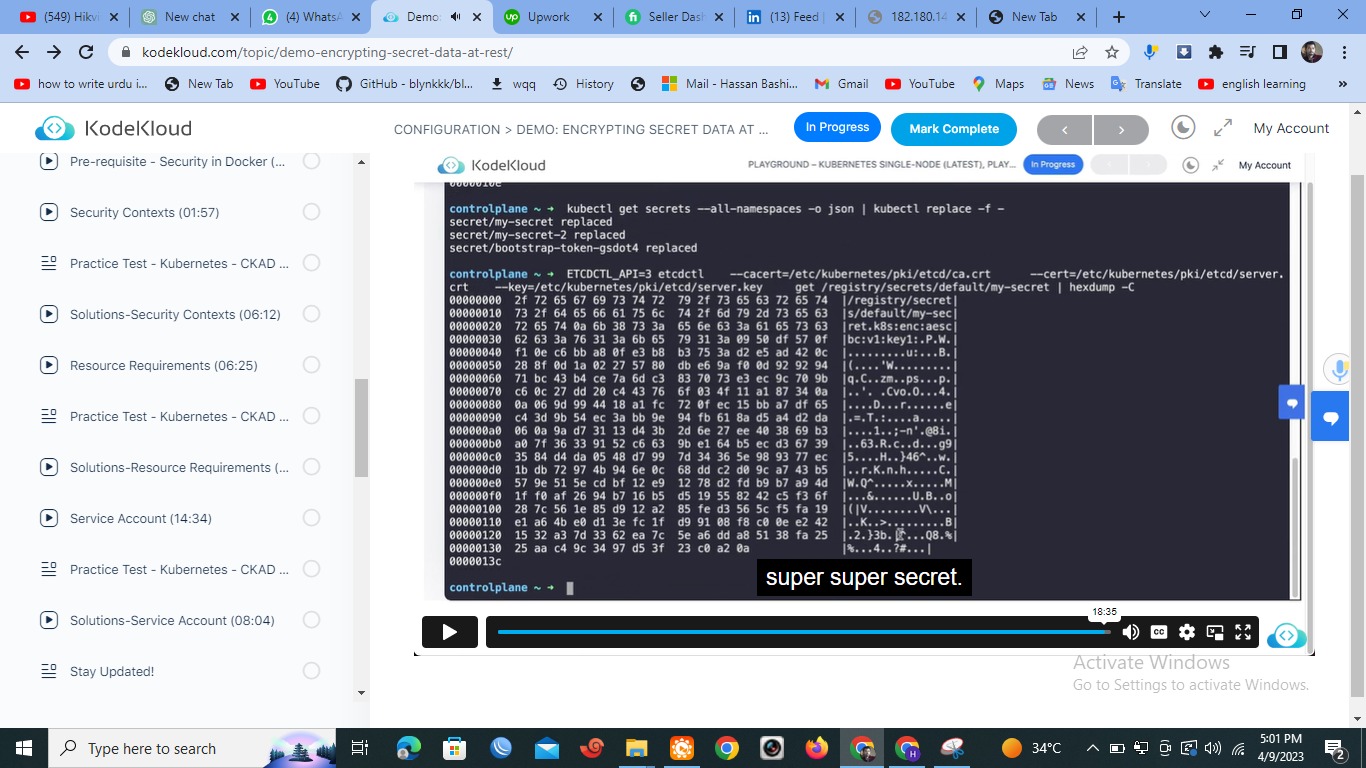 (549) Hikvi
New chat
(4) WhatsA
Demo:
Upwork
Seller Dash
(13) Feed |
182.180.14
New Tab
kodekloud.com/topic/demo-encrypting-secret-data-at-rest/
how to write urdu i...
New Tab
YouTube
GitHub - blynkkk/bl...
wqq
History
Mail - Hassan Bashi...
Gmail
YouTube
Maps
News
Translate
english learning
»
KodeKloud
CONFIGURATION > DEMO: ENCRYPTING SECRET DATA AT ...
In Progress
Mark Complete
<
>
My Account
Pre-requisite - Security in Docker (...
Security Contexts (01:57)
Practice Test - Kubernetes - CKAD ...
Solutions-Security Contexts (06:12)
Resource Requirements (06:25)
Practice Test - Kubernetes - CKAD ...
Solutions-Resource Requirements (...
Service Account (14:34)
Practice Test - Kubernetes - CKAD ...
Solutions-Service Account (08:04)
Stay Updated!
KodeKloud
PLAYGROUND – KUBERNETES SINGLE-NODE (LATEST), PLAY...
In Progress
My Account
0000010e
controlplane ~ ➜ kubectl get secrets --all-namespaces -o json | kubectl replace -f -
secret/my-secret replaced
secret/my-secret-2 replaced
secret/bootstrap-token-gsdot4 replaced
controlplane ~ ➜ ETCDCTL_API=3 etcdctl --cacert=/etc/kubernetes/pki/etcd/ca.crt --cert=/etc/kubernetes/pki/etcd/server.
crt --key=/etc/kubernetes/pki/etcd/server.key get /registry/secrets/default/my-secret | hexdump -C
00000000 2f 72 65 67 69 73 74 72 79 2f 73 65 63 72 65 74 |/registry/secret|
00000010 73 2f 64 65 66 61 75 6c 74 2f 6d 79 2d 73 65 63 |s/default/my-sec|
00000020 72 65 74 0a 6b 38 73 3a 65 6e 63 3a 61 65 73 63 |ret.k8s:enc:aesc|
00000030 62 63 3a 76 31 3a 6b 65 79 31 3a 09 50 df 57 0f |bc:v1:key1:.P.W.|
00000040 f1 0e c6 bb a8 0f e3 b8 b3 75 3a d2 e5 ad 42 0c |.........u:...B.|
00000050 28 8f 0d 1a 02 27 57 80 db e6 9a f0 0d 92 92 94 |(....'W.........|
00000060 71 bc 43 b4 ce 7a 6d c3 83 70 73 e3 ec 9c 70 9b |q.C..zm..ps...p.|
00000070 c6 0c 27 dd 20 c4 43 76 6f 03 4f 11 a1 87 34 0a |..'. .Cvo.O...4.|
00000080 0a 06 9d 99 44 18 a1 fc 72 0f ec 15 bb a7 df 65 |....D...r......e|
00000090 c4 3d 9b 54 ec 3a bb 9e 94 fb 61 8a d5 a4 d2 da |.=.T.:....a.....|
000000a0 06 0a 9a d7 31 13 d4 3b 2d 6e 27 ee 40 38 69 b3 |....1..;-n'.@8i.|
000000b0 a0 7f 36 33 91 52 c6 63 9b e1 64 b5 ec d3 67 39 |..63.R.c..d...g9|
000000c0 35 84 d4 da 05 48 d7 99 7d 34 36 5e 98 93 77 ec |5....H..}46^..w.|
000000d0 1b db 72 97 4b 94 6e 0c 68 dd c2 d0 9c a7 43 b5 |..r.K.n.h.....C.|
000000e0 57 9e 51 5e cd bf 12 e9 12 78 d2 fd b9 b7 a9 4d |W.Q^.....x.....M|
000000f0 1f f0 af 26 94 b7 16 b5 d5 19 55 82 42 c5 f3 6f |...&......U.B..o|
00000100 28 7c 56 1e 85 d9 12 a2 85 fe d3 56 5c f5 fa 19 |(|V........V\...|
00000110 e1 a6 4b e0 d1 3e fc 1f d9 91 08 f8 c0 0e e2 42 |..K..>.........B|
00000120 15 32 a3 7d 33 62 ea 7c 5e a6 dd a8 51 38 fa 25 |.2.}3b. ...Q8.%|
00000130 25 aa c4 9c 34 97 d5 3f 23 c0 a2 0a |%...4..?#...|
0000013c
controlplane ~ ➜
super super secret.
18:35
CC
Activate Windows
Go to Settings to activate Windows.
Type here to search
34°C
5:01 PM
4/9/2023
2